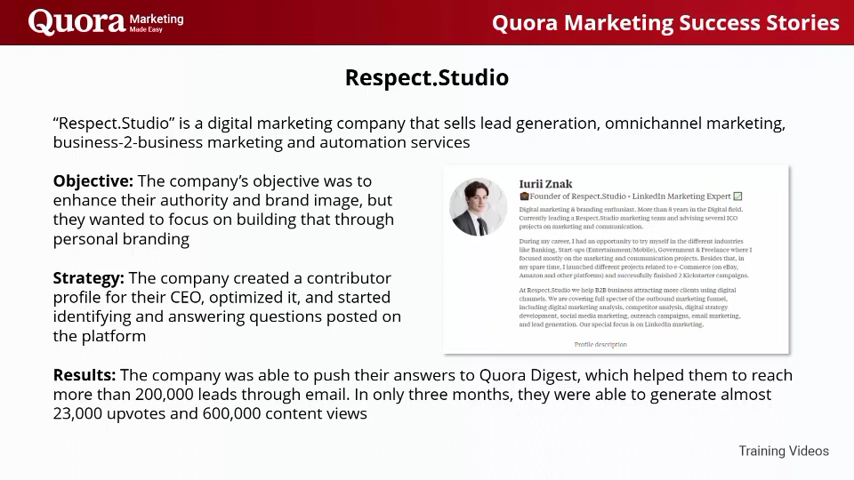 Quora Marketing
Made Easy
Quora Marketing Success Stories
Respect.Studio
“Respect.Studio” is a digital marketing company that sells lead generation, omnichannel marketing,
business-2-business marketing and automation services
Objective: The company’s objective was to
enhance their authority and brand image, but
they wanted to focus on building that through
personal branding
Strategy: The company created a contributor
profile for their CEO, optimized it, and started
identifying and answering questions posted on
the platform
Iurii Znak
Founder of Respect.Studio • LinkedIn Marketing Expert
Digital marketing & branding enthusiast. More than 8 years in the Digital field.
Currently leading a Respect.Studio marketing team and advising several ICO
projects on marketing and communication.
During my career, I had an opportunity to try myself in the different industries
like Banking, Start-ups (Entertainment/Mobile), Government & Freelance where I
focused mostly on the marketing and communication projects. Besides that, in
my spare time, I launched different projects related to e-Commerce (on eBay,
Amazon and other platforms) and successfully finished 2 Kickstarter campaigns.
At Respect.Studio we help B2B business attracting more clients using digital
channels. We are covering full specter of the outbound marketing funnel,
including digital marketing analysis, competitor analysis, digital strategy
development, social media marketing, outreach campaigns, email marketing,
and lead generation. Our special focus is on LinkedIn marketing.
Profile description
Results: The company was able to push their answers to Quora Digest, which helped them to reach
more than 200,000 leads through email. In only three months, they were able to generate almost
23,000 upvotes and 600,000 content views
Training Videos